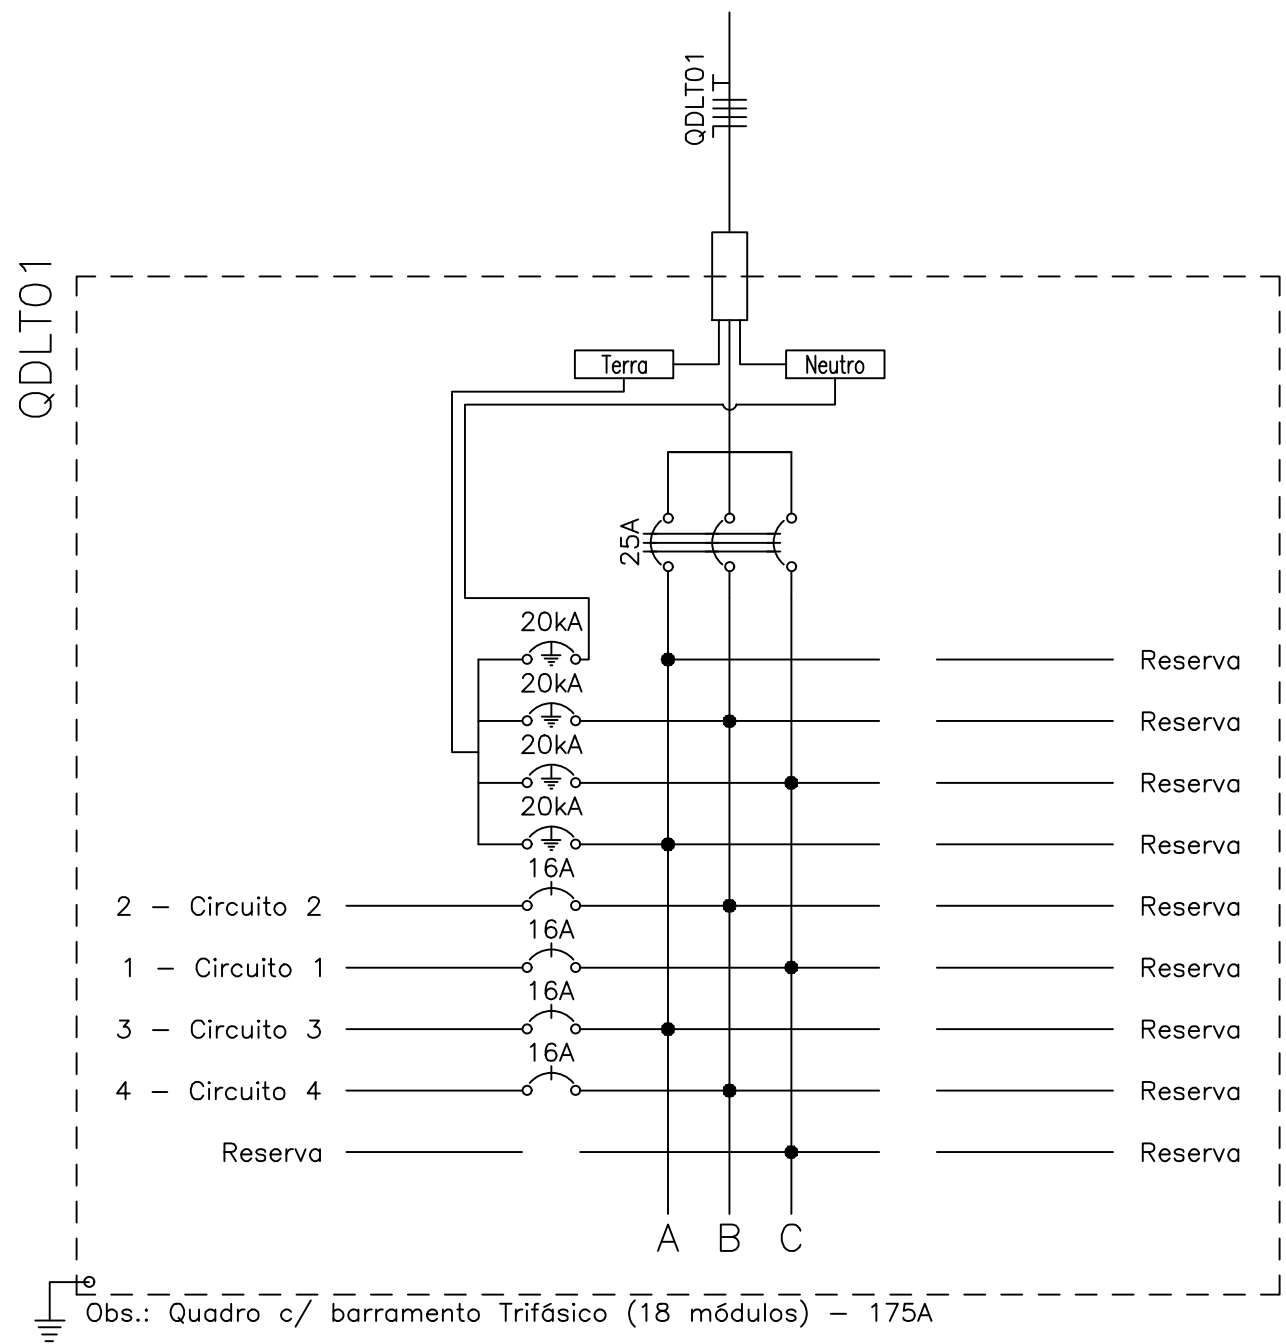 QDLT01
QDLT01
Terra
Neutro
25A
20kA
Reserva
20kA
Reserva
20kA
Reserva
20kA
Reserva
16A
2 – Circuito 2
Reserva
16A
1 – Circuito 1
Reserva
16A
3 – Circuito 3
Reserva
16A
4 – Circuito 4
Reserva
Reserva
Reserva
A B C
Obs.: Quadro c/ barramento Trifásico (18 módulos) – 175A